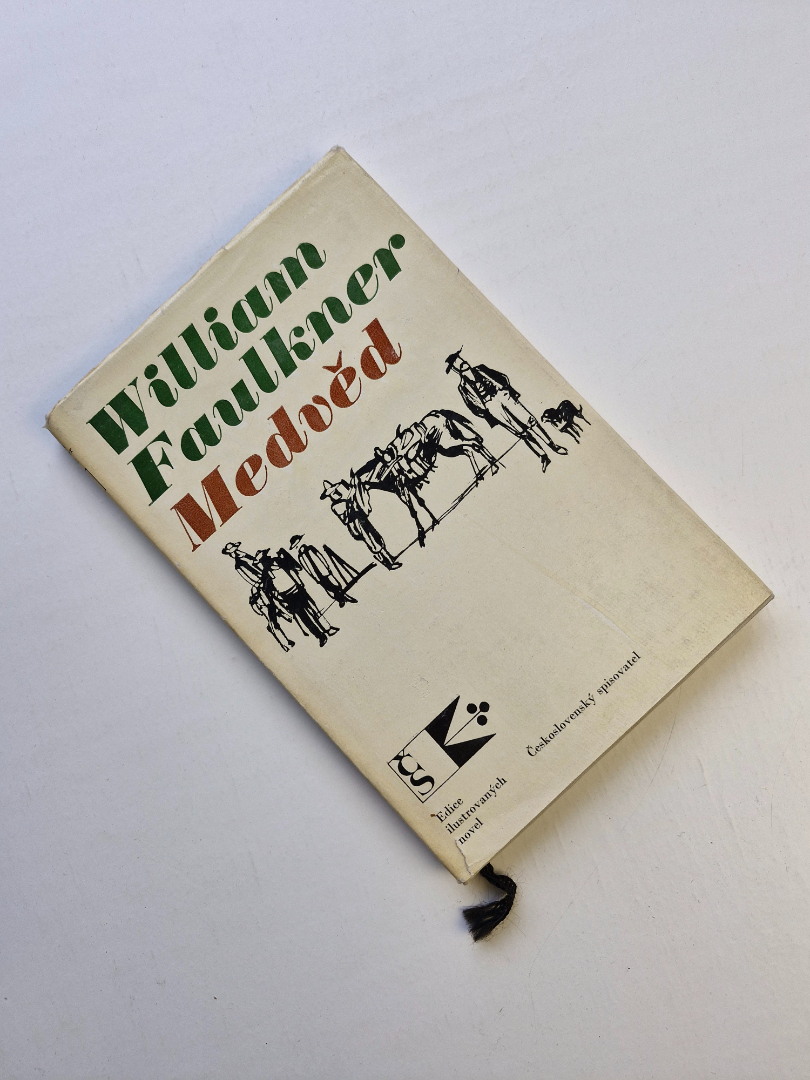 William
Faulkner
Medvěd
ČS
Edice
ilustrovaných
novel
Československý spisovatel